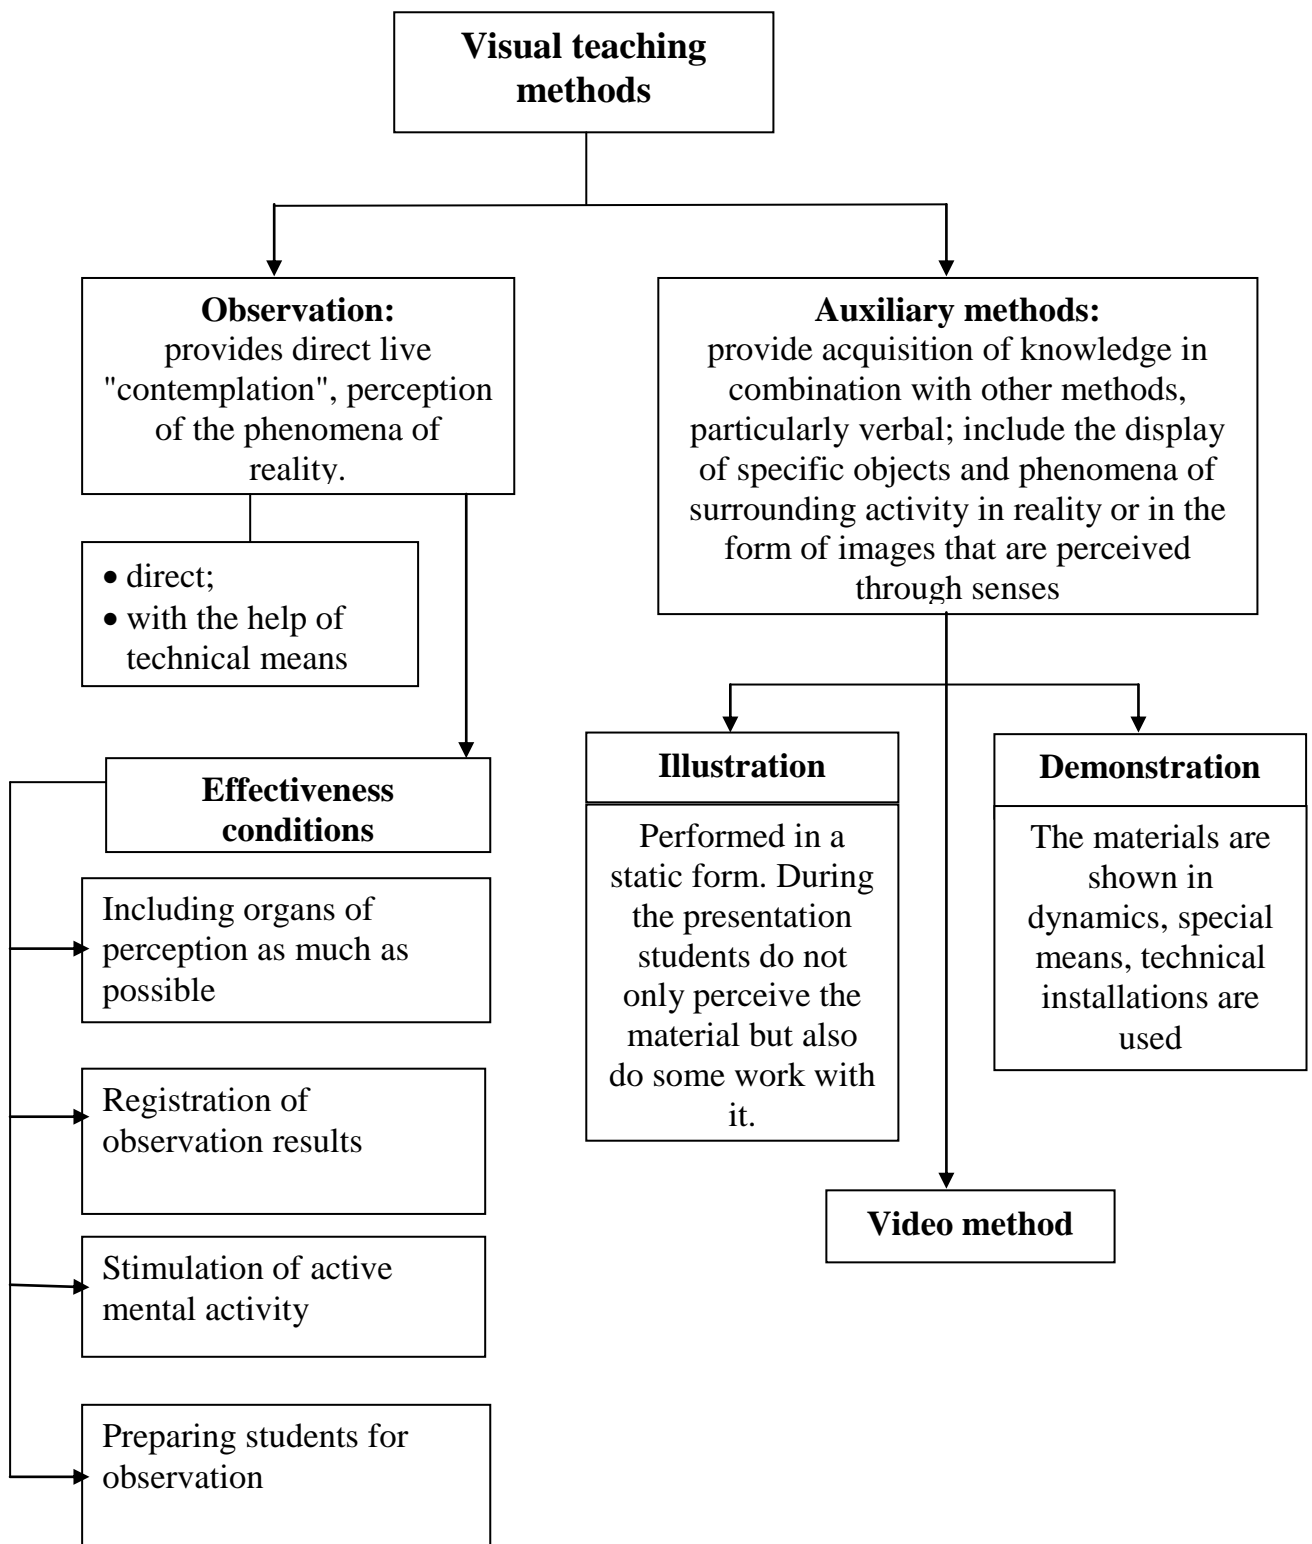 Visual teaching
methods
Observation:
provides direct live
"contemplation", perception
of the phenomena of
reality.
• direct;
• with the help of
technical means
Effectiveness
conditions
Including organs of
perception as much as
possible
Registration of
observation results
Stimulation of active
mental activity
Preparing students for
observation
Auxiliary methods:
provide acquisition of knowledge in
combination with other methods,
particularly verbal; include the display
of specific objects and phenomena of
surrounding activity in reality or in the
form of images that are perceived
through senses
Illustration
Performed in a
static form. During
the presentation
students do not
only perceive the
material but also
do some work with
it.
Demonstration
The materials are
shown in
dynamics, special
means, technical
installations are
used
Video method